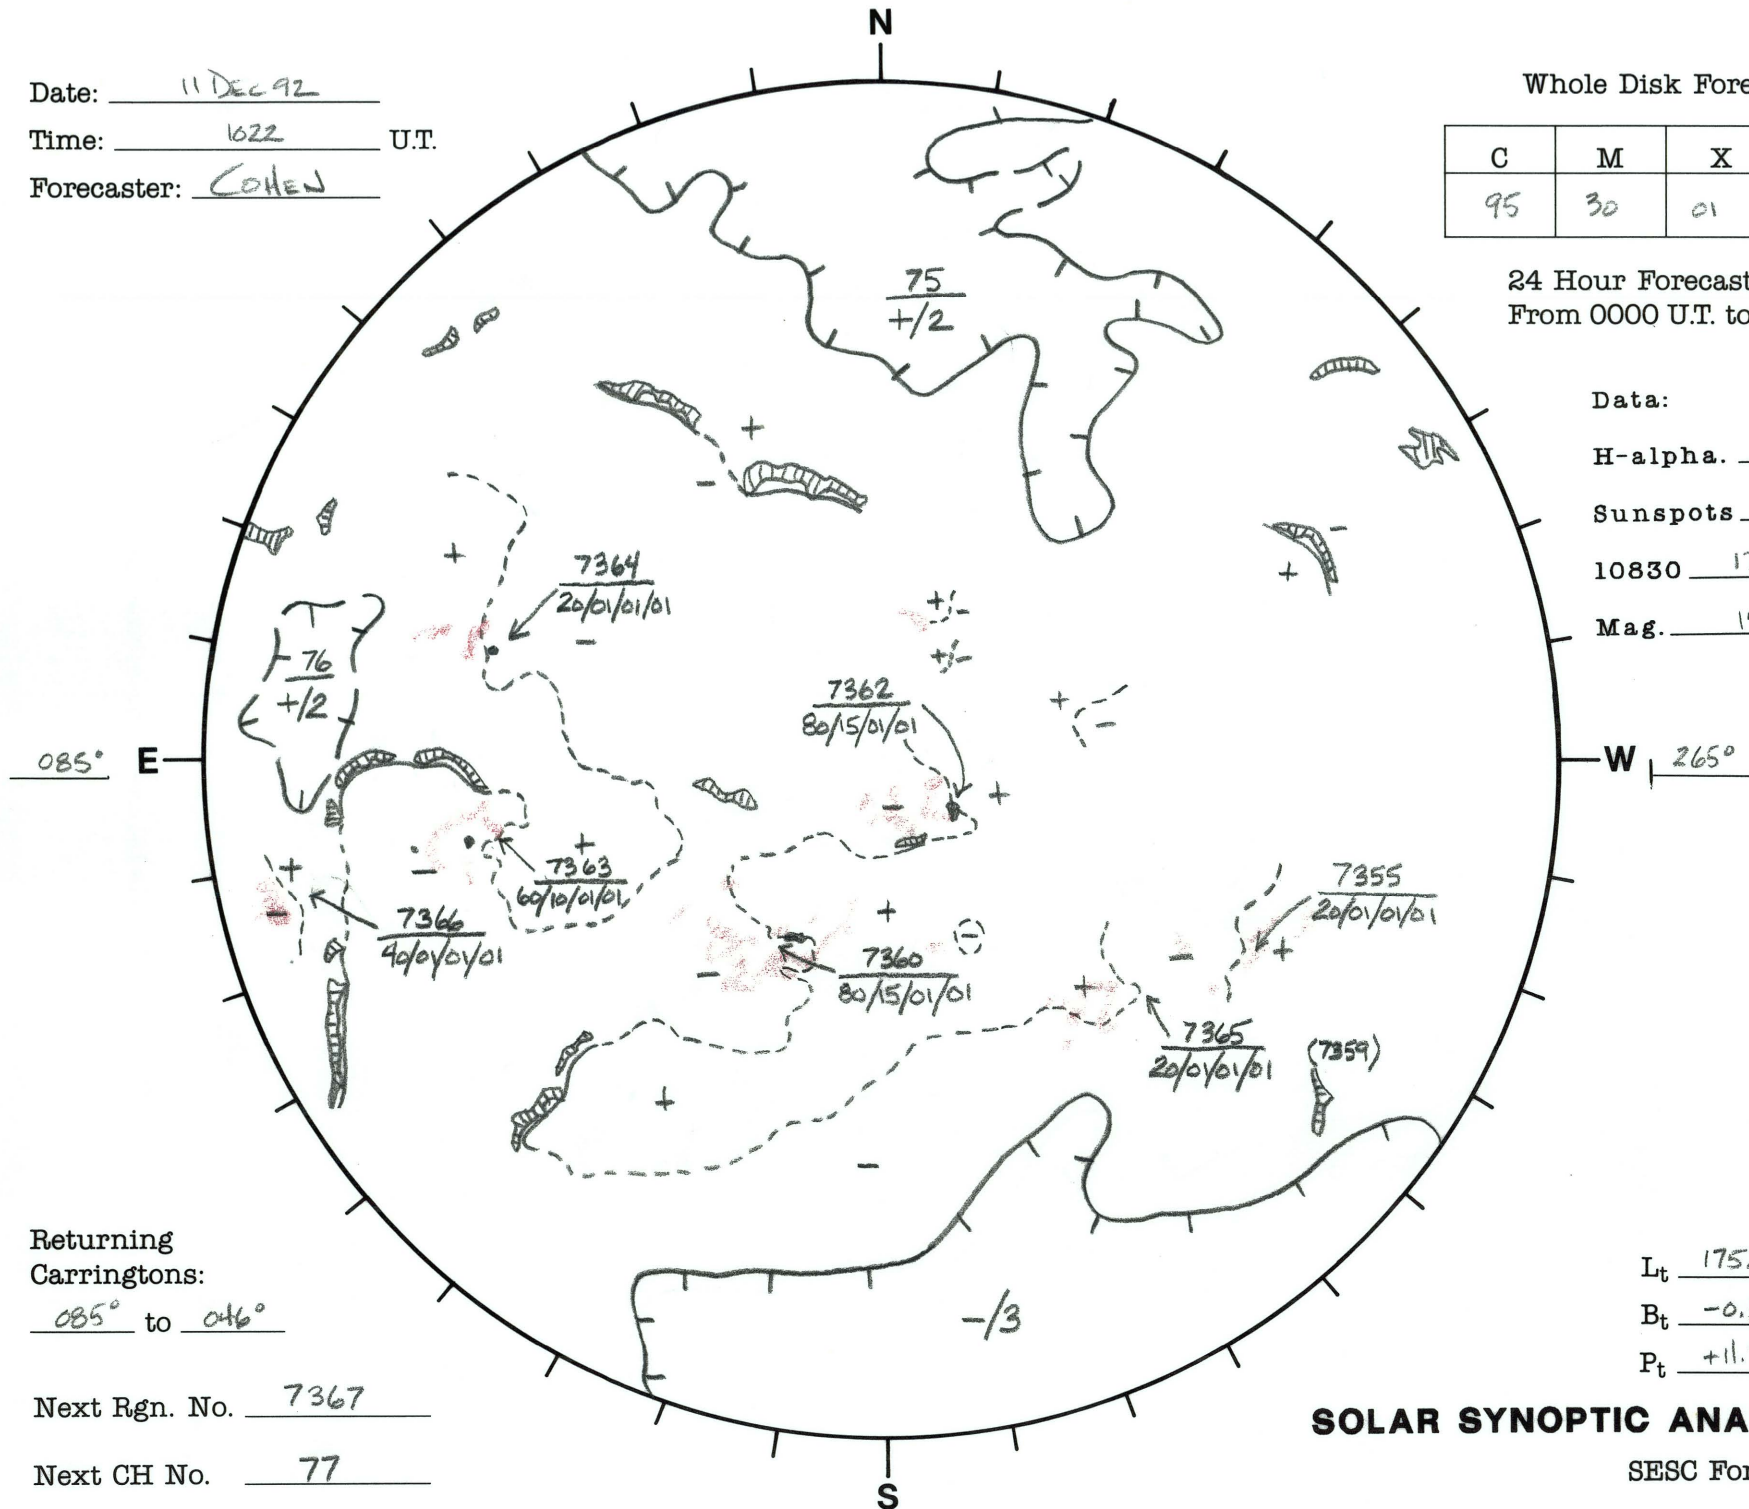 N
Date: 11 DEC 92
Time: 1622 U.T.
Forecaster: COHEN
Whole Disk Fore
C M X
95 30 01
24 Hour Forecast
From 0000 U.T. to
Data:
H-alpha.
Sunspots
10830 17
Mag.
75
+/2
+
-
+
7364
20/01/01/01
-
-
+
+ -
+ -
+ -
76
+/2
7362
80/15/01/01
085° E
W 265°
- +
+
7363
60/10/01/01
-
+
-
7366
40/01/01/01
+
-
-
7360
80/15/01/01
7355
20/01/01/01
- +
+
7365
20/01/01/01
(7359)
+
-
-/3
Returning
Carringtons:
085° to 046°
Next Rgn. No. 7367
Next CH No. 77
Lt 175.
Bt -0.
Pt +11.
SOLAR SYNOPTIC ANA
SESC For
S